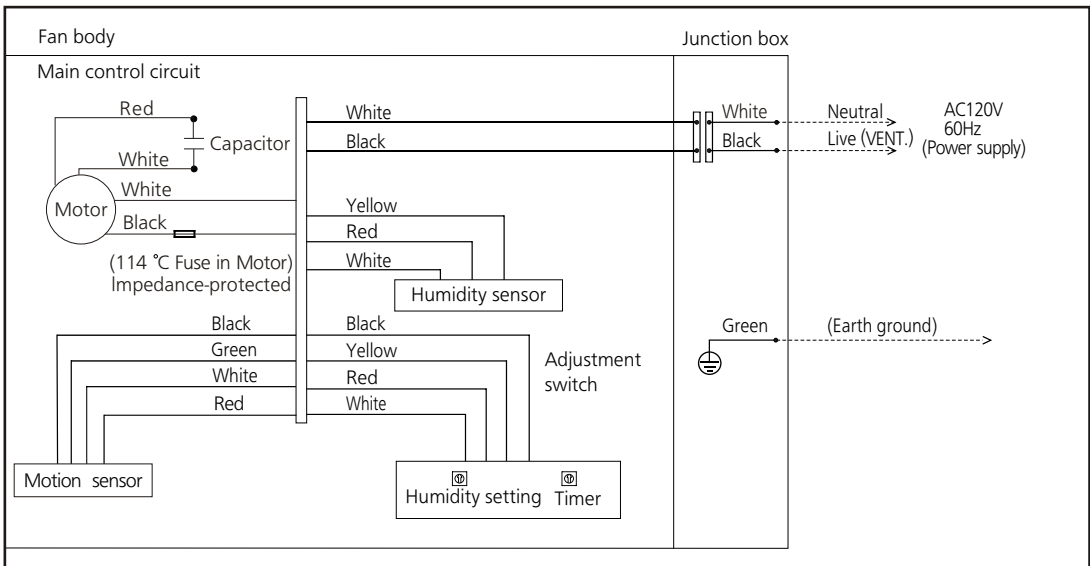 Fan body
Junction box
Main control circuit
Red
Capacitor
White
White
Motor
Black
(114 ℃ Fuse in Motor)
Impedance-protected
White
Black
White
Black
Neutral
Live (VENT.)
AC120V
60Hz
(Power supply)
Yellow
Red
White
Humidity sensor
Green
(Earth ground)
Black
Green
White
Red
Motion sensor
Black
Yellow
Red
White
Adjustment
switch
Humidity setting
Timer